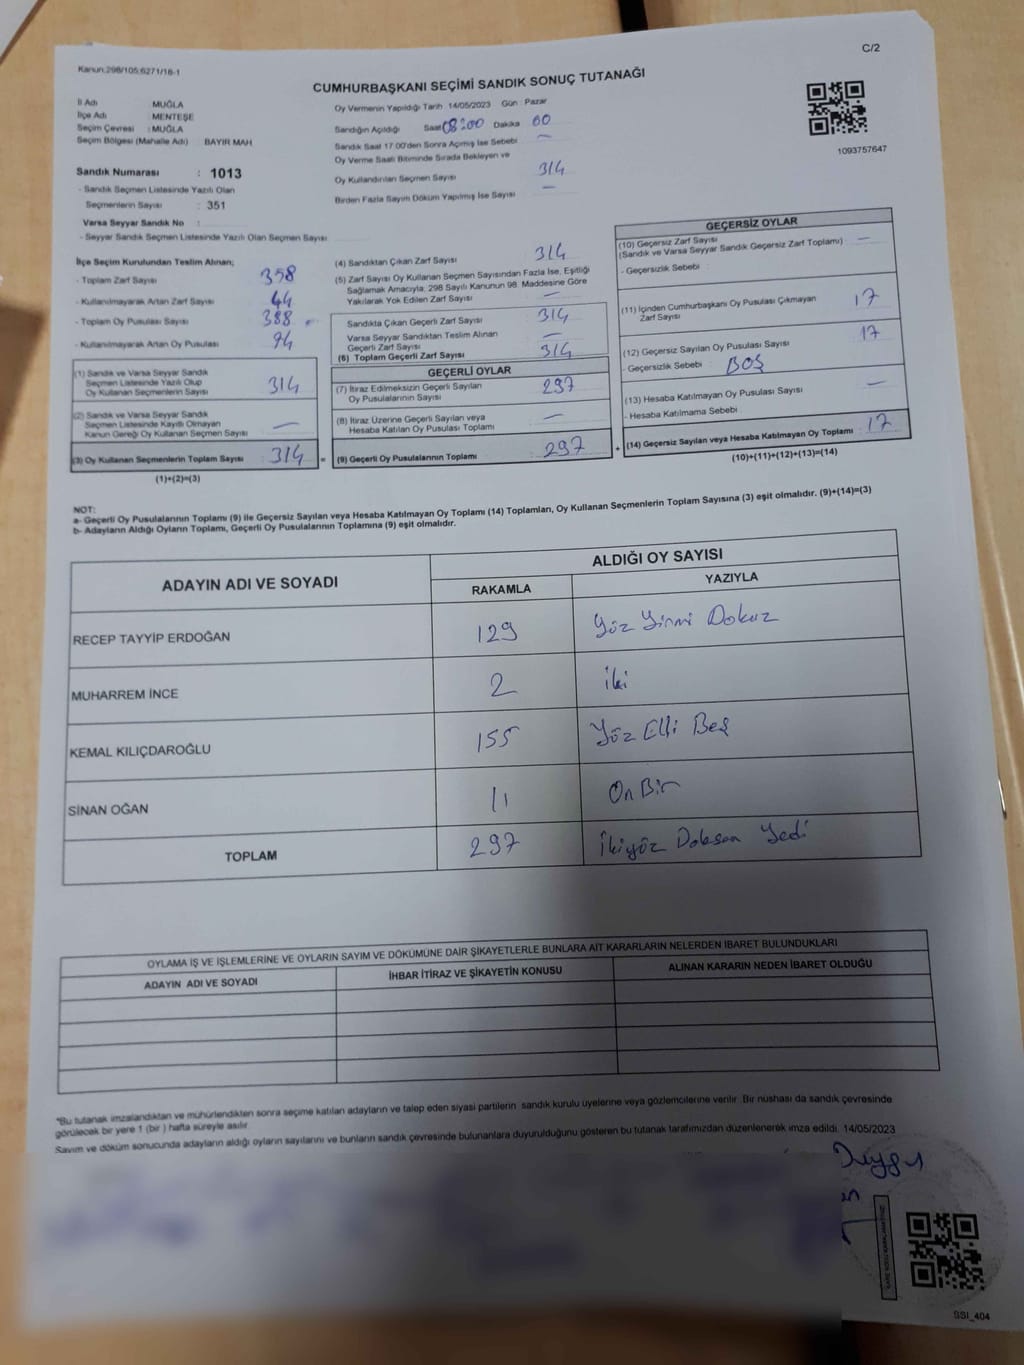 C/2
Kanun:298/105;6271/18-1
CUMHURBAŞKANI SEÇİMİ SANDIK SONUÇ TUTANAĞI
1093757647
İl Adı : MUĞLA
İlçe Adı : MENTEŞE
Seçim Çevresi : MUĞLA
Seçim Bölgesi (Mahalle Adı) BAYIR MAH
Sandık Numarası : 1013
- Sandık Seçmen Listesinde Yazılı Olan
Seçmenlerin Sayısı : 351
Varsa Seyyar Sandık No :
- Seyyar Sandık Seçmen Listesinde Yazılı Olan Seçmen Sayısı
Oy Vermenin Yapıldığı Tarih : 14/05/2023 Gün : Pazar
Sandığın Açıldığı Saat 08:00 Dakika 00
Sandık Saat 17:00'den Sonra Açılmış İse Sebebi —
Oy Verme Saati Bitiminde Sırada Bekleyen ve
Oy Kullandırılan Seçmen Sayısı 314
Birden Fazla Sayım Döküm Yapılmış İse Sayısı —
İlçe Seçim Kurulundan Teslim Alınan;
- Toplam Zarf Sayısı 358
- Kullanılmayarak Artan Zarf Sayısı 44
- Toplam Oy Pusulası Sayısı 388
- Kullanılmayarak Artan Oy Pusulası 74
(1) Sandık ve Varsa Seyyar Sandık
Seçmen Listesinde Yazılı Olup
Oy Kullanan Seçmenlerin Sayısı 314
(2) Sandık ve Varsa Seyyar Sandık
Seçmen Listesinde Kayıtlı Olmayan
Kanun Gereği Oy Kullanan Seçmen Sayısı —
(3) Oy Kullanan Seçmenlerin Toplam Sayısı 314
(1)+(2)=(3)
(4) Sandıktan Çıkan Zarf Sayısı 314
(5) Zarf Sayısı Oy Kullanan Seçmen Sayısından Fazla İse, Eşitliği
Sağlamak Amacıyla; 298 Sayılı Kanunun 98. Maddesine Göre
Yakılarak Yok Edilen Zarf Sayısı —
Sandıkta Çıkan Geçerli Zarf Sayısı 314
Varsa Seyyar Sandıktan Teslim Alınan
Geçerli Zarf Sayısı —
(6) Toplam Geçerli Zarf Sayısı 314
GEÇERLİ OYLAR
(7) İtiraz Edilmeksizin Geçerli Sayılan
Oy Pusulalarının Sayısı 297
(8) İtiraz Üzerine Geçerli Sayılan veya
Hesaba Katılan Oy Pusulası Toplamı —
= (9) Geçerli Oy Pusulalarının Toplamı 297
GEÇERSİZ OYLAR
(10) Geçersiz Zarf Sayısı
(Sandık ve Varsa Seyyar Sandık Geçersiz Zarf Toplamı) —
- Geçersizlik Sebebi :
(11) İçinden Cumhurbaşkanı Oy Pusulası Çıkmayan
Zarf Sayısı 17
(12) Geçersiz Sayılan Oy Pusulası Sayısı 17
- Geçersizlik Sebebi : BOŞ
(13) Hesaba Katılmayan Oy Pusulası Sayısı —
- Hesaba Katılmama Sebebi
+ (14) Geçersiz Sayılan veya Hesaba Katılmayan Oy Toplamı 17
(10)+(11)+(12)+(13)=(14)
NOT:
a- Geçerli Oy Pusulalarının Toplamı (9) ile Geçersiz Sayılan veya Hesaba Katılmayan Oy Toplamı (14) Toplamları, Oy Kullanan Seçmenlerin Toplam Sayısına (3) eşit olmalıdır. (9)+(14)=(3)
b- Adayların Aldığı Oyların Toplamı, Geçerli Oy Pusulalarının Toplamına (9) eşit olmalıdır.
ADAYIN ADI VE SOYADI
ALDIĞI OY SAYISI
RAKAMLA YAZIYLA
RECEP TAYYİP ERDOĞAN 129 Yüz Yirmi Dokuz
MUHARREM İNCE 2 iki
KEMAL KILIÇDAROĞLU 155 Yüz Elli Beş
SİNAN OĞAN 11 On Bir
TOPLAM 297 ikiyüz Doksan Yedi
OYLAMA İŞ VE İŞLEMLERİNE VE OYLARIN SAYIM VE DÖKÜMÜNE DAİR ŞİKAYETLERLE BUNLARA AİT KARARLARIN NELERDEN İBARET BULUNDUKLARI
ADAYIN ADI VE SOYADI İHBAR İTİRAZ VE ŞİKAYETİN KONUSU ALINAN KARARIN NEDEN İBARET OLDUĞU
*Bu tutanak imzalandıktan ve mühürlendikten sonra seçime katılan adayların ve talep eden siyasi partilerin sandık kurulu üyelerine veya gözlemcilerine verilir. Bir nüshası da sandık çevresinde
görülecek bir yere 1 (bir ) hafta süreyle asılır.
Sayım ve döküm sonucunda adayların aldığı oyların sayılarını ve bunların sandık çevresinde bulunanlara duyurulduğunu gösteren bu tutanak tarafımızdan düzenlenerek imza edildi. 14/05/2023
Duygu
SSI_404